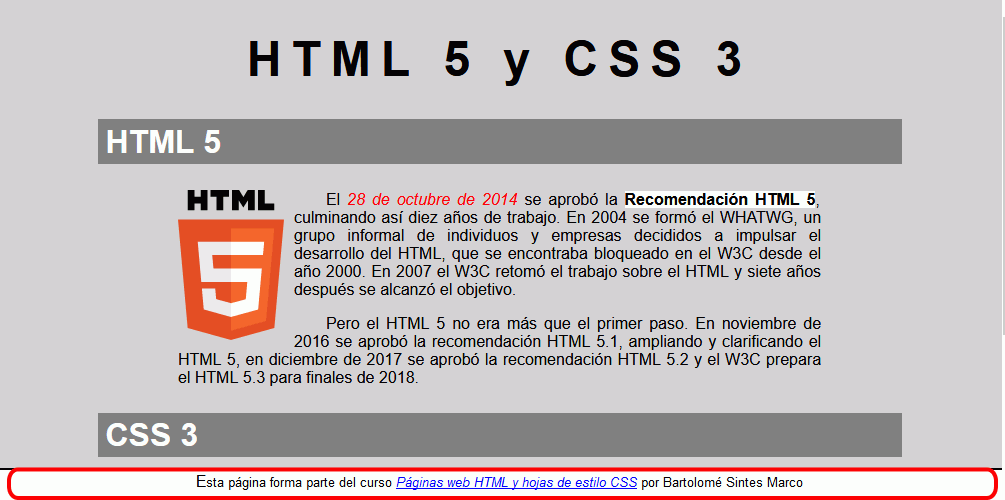 HTML 5 y CSS 3
HTML 5
HTML
5
El 28 de octubre de 2014 se aprobó la Recomendación HTML 5,
culminando así diez años de trabajo. En 2004 se formó el WHATWG, un
grupo informal de individuos y empresas decididos a impulsar el
desarrollo del HTML, que se encontraba bloqueado en el W3C desde el
año 2000. En 2007 el W3C retomó el trabajo sobre el HTML y siete años
después se alcanzó el objetivo.
Pero el HTML 5 no era más que el primer paso. En noviembre de
2016 se aprobó la recomendación HTML 5.1, ampliando y clarificando el
HTML 5, en diciembre de 2017 se aprobó la recomendación HTML 5.2 y el W3C prepara
el HTML 5.3 para finales de 2018.
CSS 3
Esta página forma parte del curso Páginas web HTML y hojas de estilo CSS por Bartolomé Sintes Marco